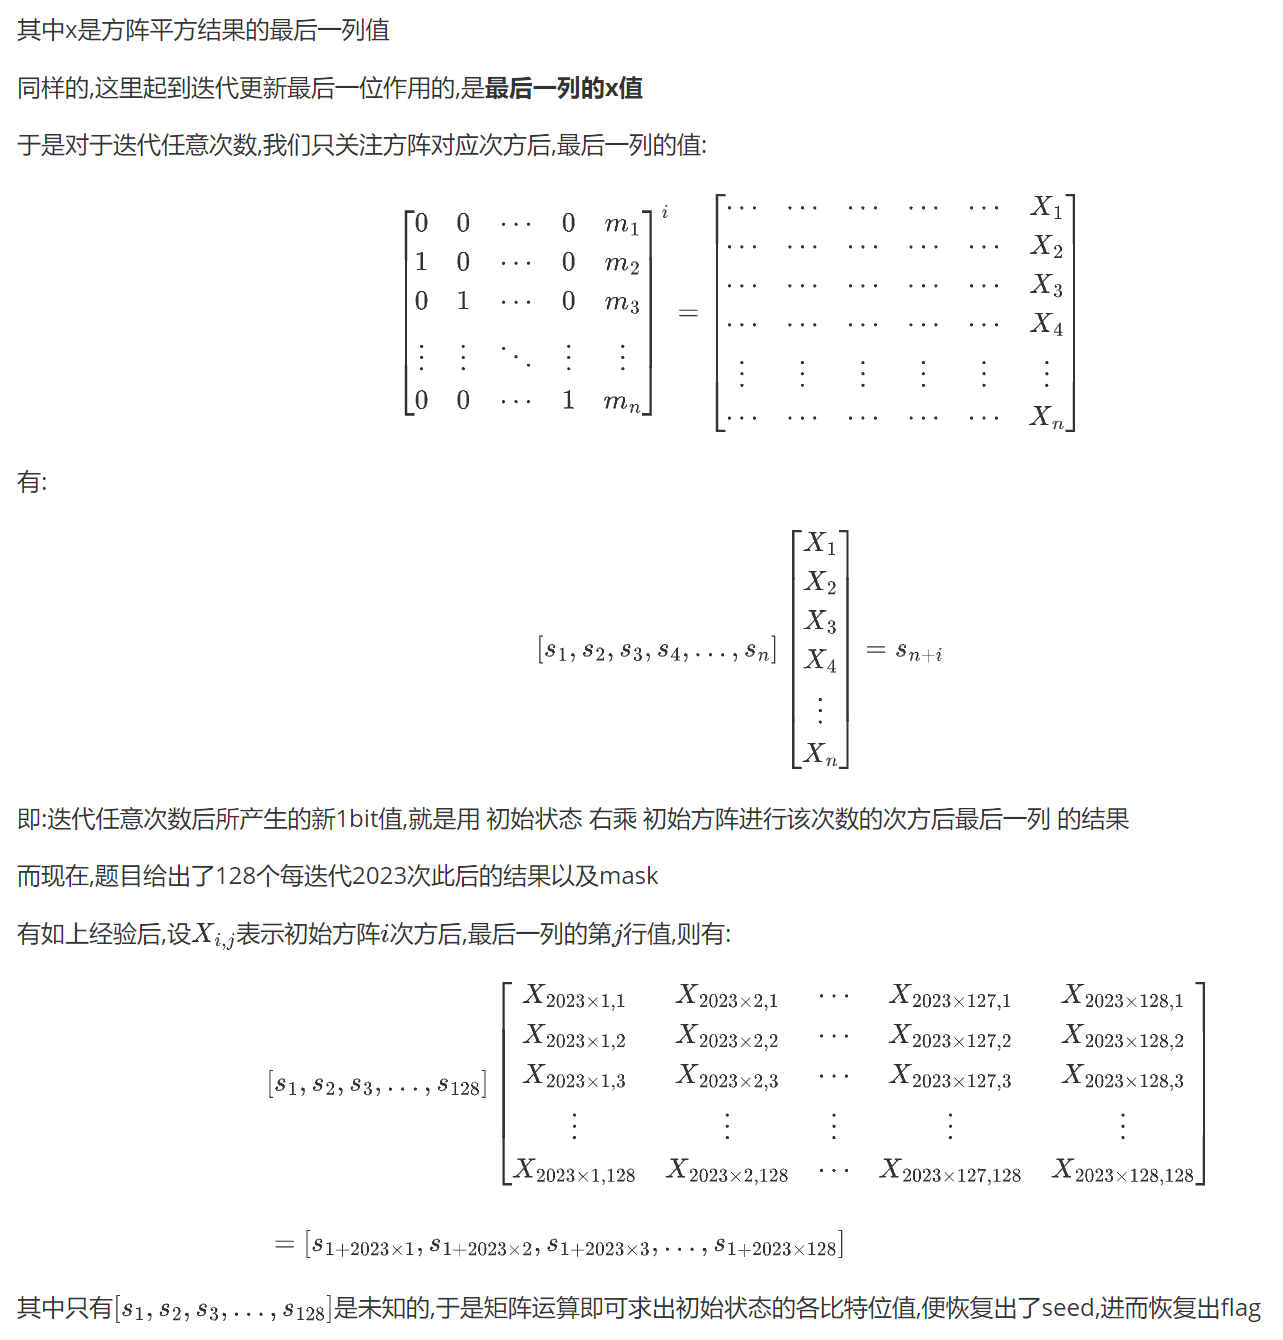 其中x是方阵平方结果的最后一列值
同样的,这里起到迭代更新最后一位作用的,是最后一列的x值
于是对于迭代任意次数,我们只关注方阵对应次方后,最后一列的值:
$$\begin{bmatrix} 0 & 0 & \cdots & 0 & m_1 \\ 1 & 0 & \cdots & 0 & m_2 \\ 0 & 1 & \cdots & 0 & m_3 \\ \vdots & \vdots & \ddots & \vdots & \vdots \\ 0 & 0 & \cdots & 1 & m_n \end{bmatrix}^i = \begin{bmatrix} \cdots & \cdots & \cdots & \cdots & \cdots & X_1 \\ \cdots & \cdots & \cdots & \cdots & \cdots & X_2 \\ \cdots & \cdots & \cdots & \cdots & \cdots & X_3 \\ \cdots & \cdots & \cdots & \cdots & \cdots & X_4 \\ \vdots & \vdots & \vdots & \vdots & \vdots & \vdots \\ \cdots & \cdots & \cdots & \cdots & \cdots & X_n \end{bmatrix}$$
有:
$$[s_1, s_2, s_3, s_4, \ldots, s_n] \begin{bmatrix} X_1 \\ X_2 \\ X_3 \\ X_4 \\ \vdots \\ X_n \end{bmatrix} = s_{n+i}$$
即:迭代任意次数后所产生的新1bit值,就是用 初始状态 右乘 初始方阵进行该次数的次方后最后一列 的结果
而现在,题目给出了128个每迭代2023次此后的结果以及mask
有如上经验后,设$X_{i,j}$表示初始方阵$i$次方后,最后一列的第$j$行值,则有:
$$[s_1, s_2, s_3, \ldots, s_{128}] \begin{bmatrix} X_{2023\times1,1} & X_{2023\times2,1} & \cdots & X_{2023\times127,1} & X_{2023\times128,1} \\ X_{2023\times1,2} & X_{2023\times2,2} & \cdots & X_{2023\times127,2} & X_{2023\times128,2} \\ X_{2023\times1,3} & X_{2023\times2,3} & \cdots & X_{2023\times127,3} & X_{2023\times128,3} \\ \vdots & \vdots & \vdots & \vdots & \vdots \\ X_{2023\times1,128} & X_{2023\times2,128} & \cdots & X_{2023\times127,128} & X_{2023\times128,128} \end{bmatrix}$$
$$= [s_{1+2023\times1}, s_{1+2023\times2}, s_{1+2023\times3}, \ldots, s_{1+2023\times128}]$$
其中只有$[s_1, s_2, s_3, \ldots, s_{128}]$是未知的,于是矩阵运算即可求出初始状态的各比特位值,便恢复出了seed,进而恢复出flag